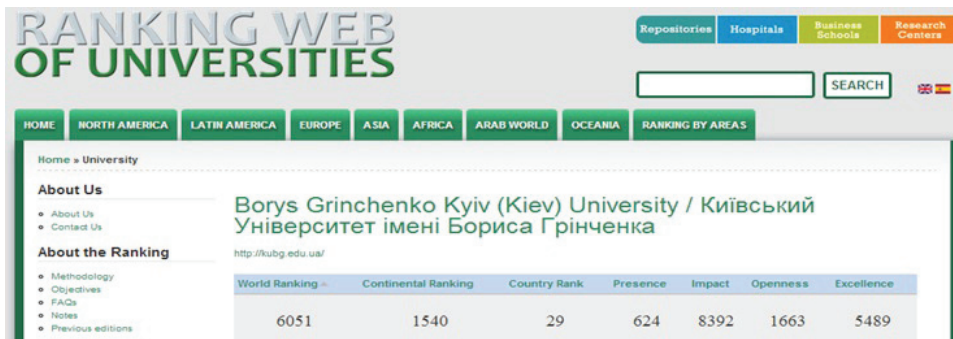 RANKING WEB
OF UNIVERSITIES
Repositories Hospitals Business Schools Research Centers
SEARCH
HOME NORTH AMERICA LATIN AMERICA EUROPE ASIA AFRICA ARAB WORLD OCEANIA RANKING BY AREAS
Home » University
About Us
About Us
Contact Us
About the Ranking
Methodology
Objectives
FAQs
Notes
Previous editions
Borys Grinchenko Kyiv (Kiev) University / Київський
Університет імені Бориса Грінченка
http://kubg.edu.ua/
World Ranking Continental Ranking Country Rank Presence Impact Openness Excellence
6051 1540 29 624 8392 1663 5489